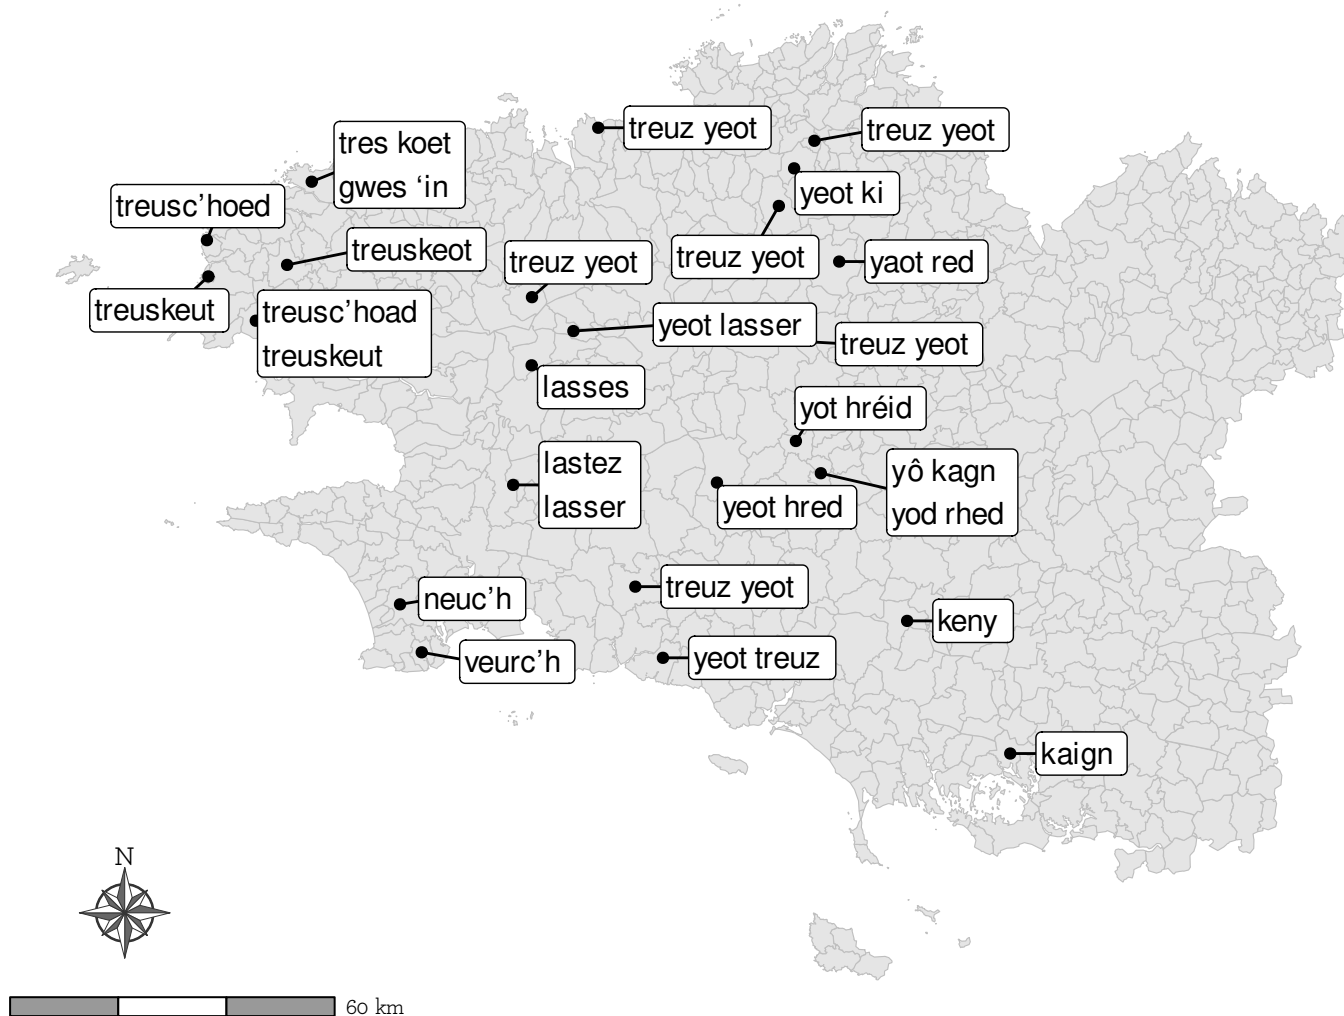 treuz yeot
treuz yeot
tres koet
gwes ‘in
yeot ki
treusc’hoed
treuskeot
treuz yeot
treuz yeot
yaot red
treuskeut
treusc’hoad
treuskeut
yeot lasser
treuz yeot
lasses
yot hréid
lastez
lasser
yô kagn
yod rhed
yeot hred
treuz yeot
neuc’h
keny
veurc’h
yeot treuz
kaign
N
60 km